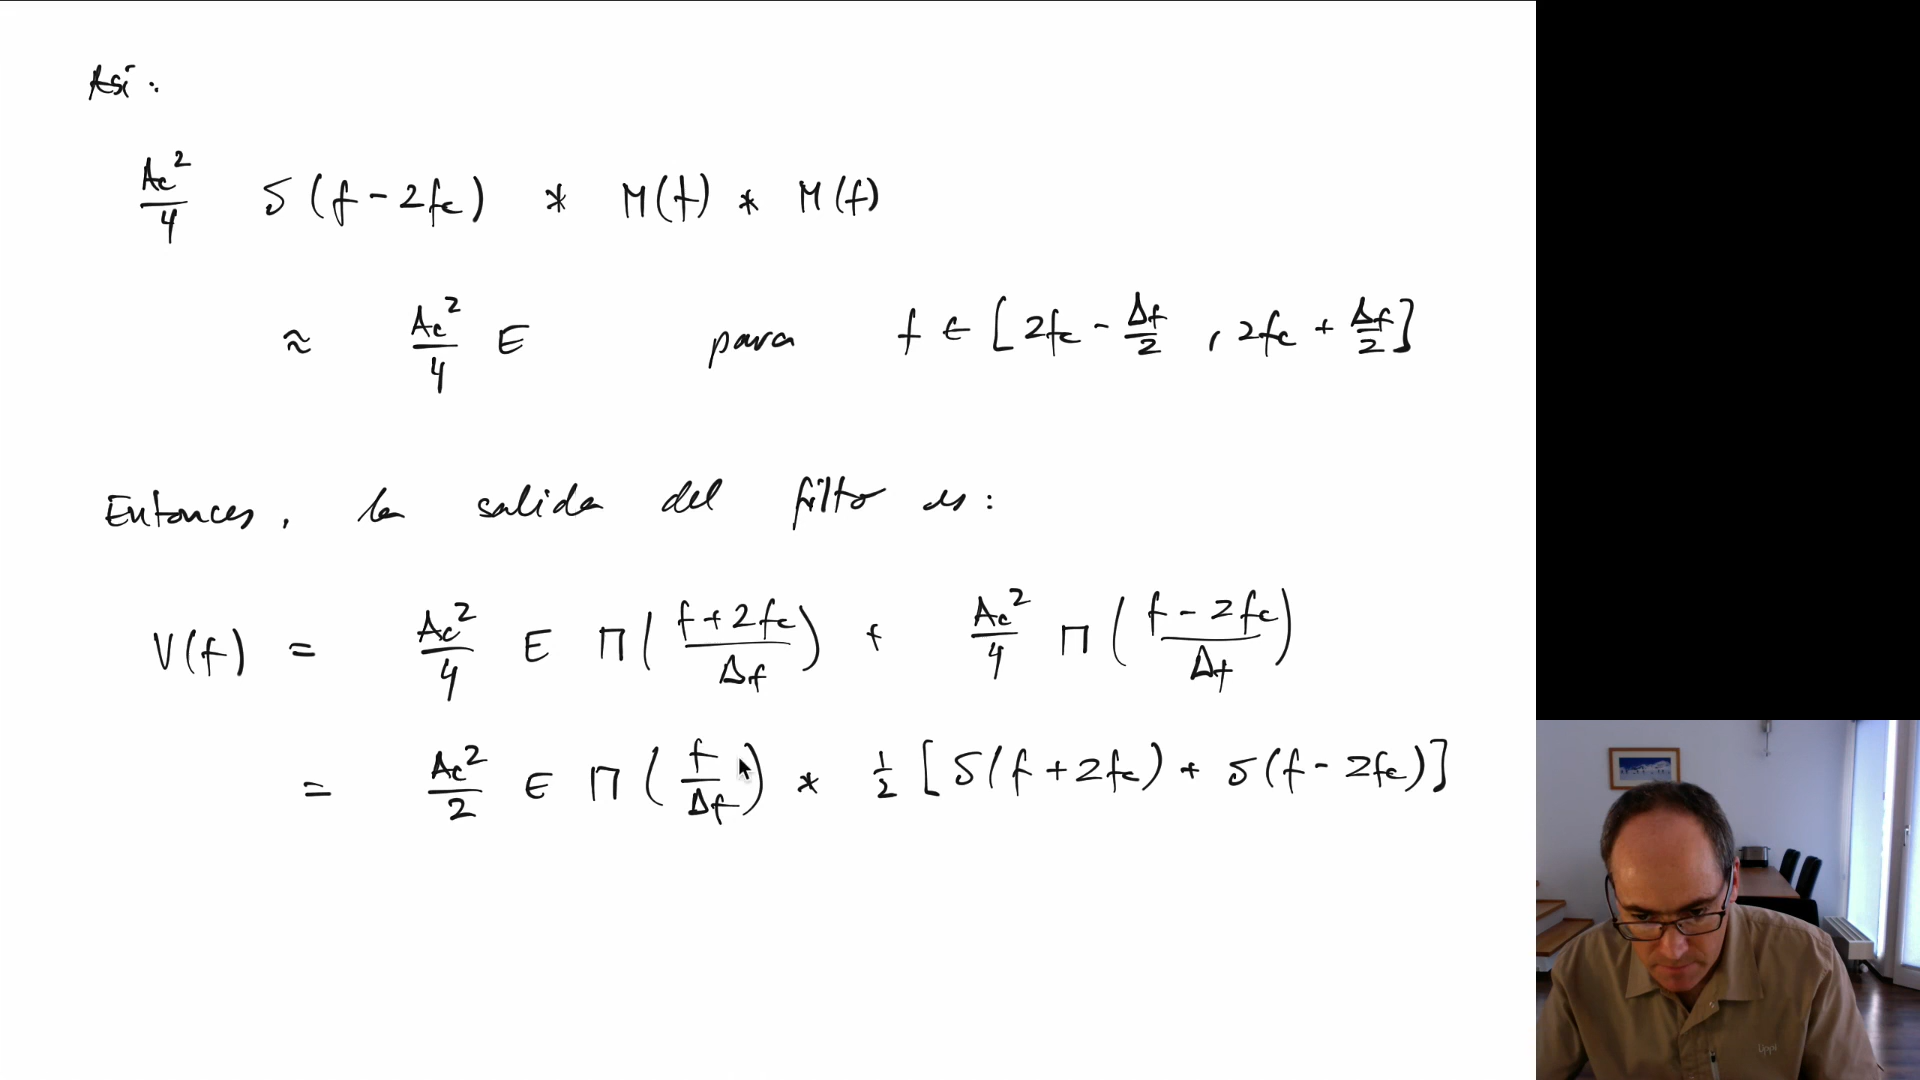 Así:
Ac²/4 δ(f-2fc) * M(f) * M(f)
≈ Ac²/4 E para f ∈ [2fc - Δf/2 , 2fc + Δf/2]
Entonces, la salida del filto es:
V(f) = Ac²/4 E Π((f+2fc)/Δf) + Ac²/4 Π((f-2fc)/Δf)
= Ac²/2 E Π(f/Δf) * 1/2 [δ(f+2fc) + δ(f-2fc)]